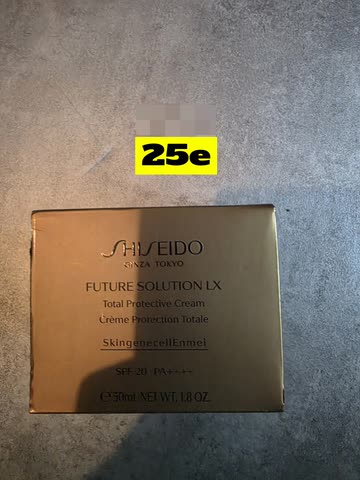 25e
SHISEIDO
GINZA TOKYO
FUTURE SOLUTION LX
Total Protective Cream
Crème Protection Totale
SkingenecellEnmei
SPF 20 · PA++++
℮50mL NET WT. 1.8 OZ.